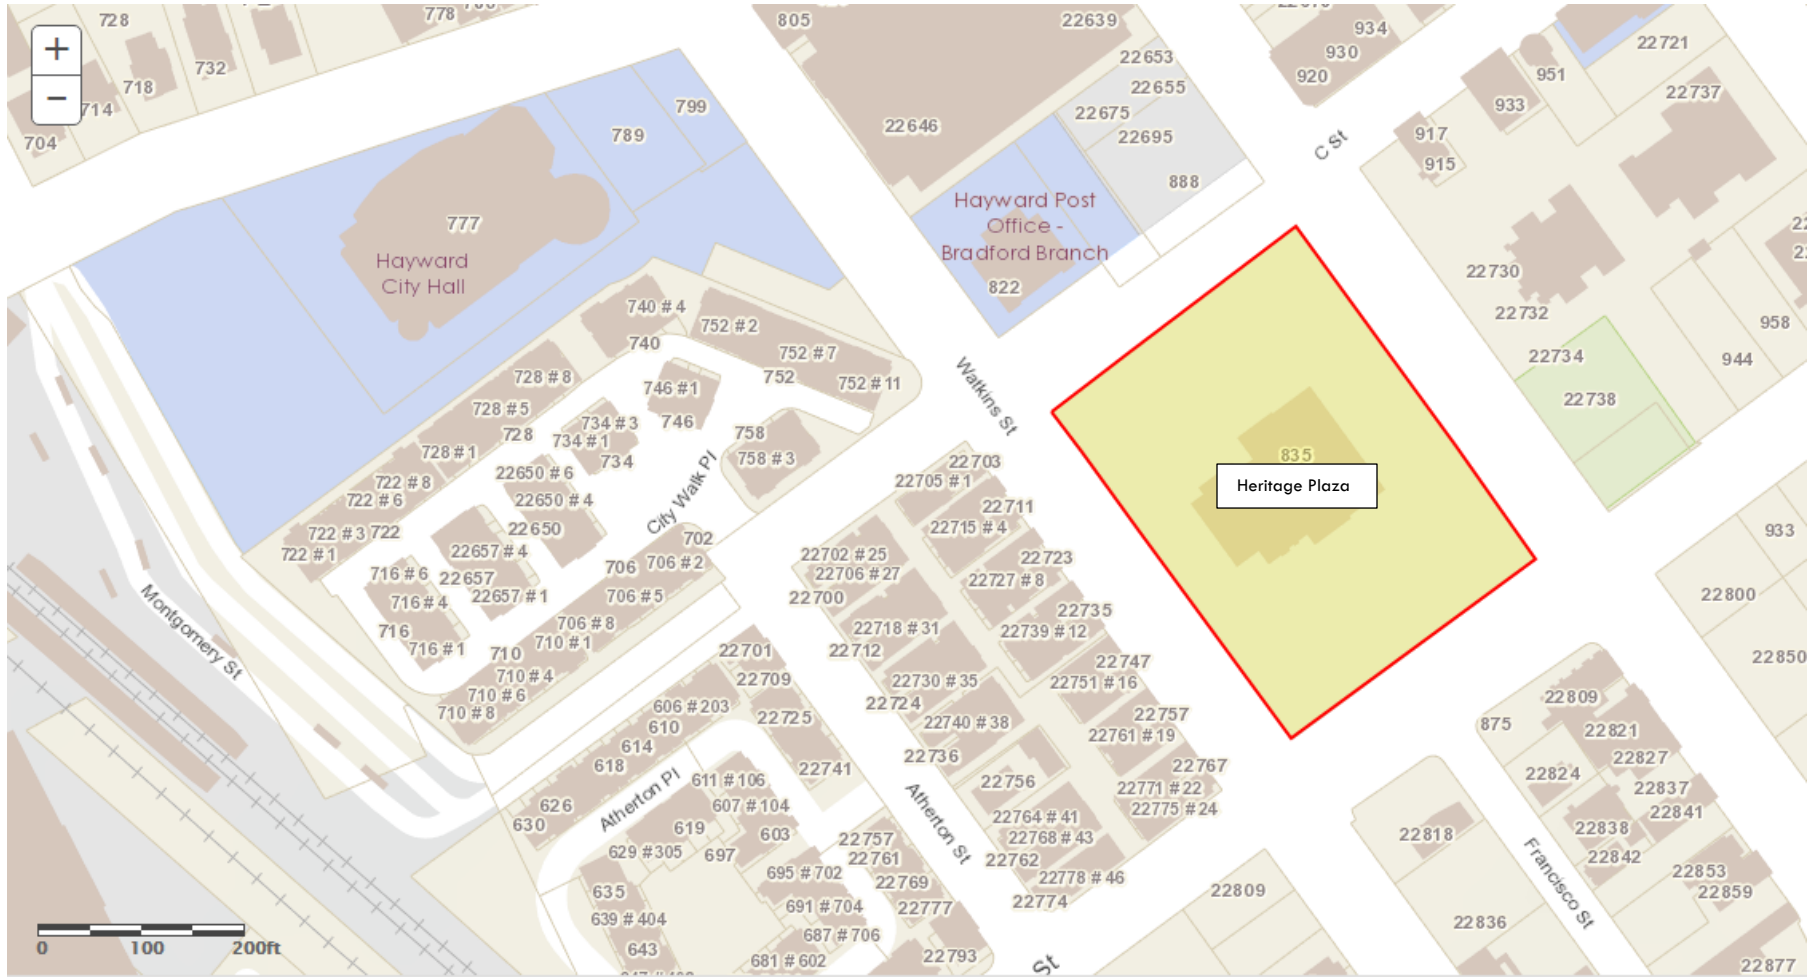 728
778
805
22639
934
930
920
22721
+
−
732
718
714
704
22653
22655
22675
22695
888
951
933
22737
917
915
C St
799
789
22646
777
Hayward
City Hall
Hayward Post
Office -
Bradford Branch
822
22730
22732
22734
22738
958
944
740 # 4
740
752 # 2
752 # 7
752
752 # 11
746 #1
746
728 # 8
728 # 5
728
728 # 1
734 # 3
734 # 1
734
758
758 # 3
Walkins St
835
Heritage Plaza
722 # 8
722 # 6
722 # 3
722
722 # 1
22650 # 6
22650 # 4
22650
City Walk Pl
702
706
706 # 2
706 # 5
706 # 8
22657 # 4
22657
22657 # 1
716 # 6
716 # 4
716
716 # 1
710
710 # 1
710 # 4
710 # 6
710 # 8
Montgomery St
22703
22705 # 1
22711
22715 # 4
22723
22727 # 8
22735
22739 # 12
22747
22751 # 16
22757
22761 # 19
22767
22771 # 22
22775 # 24
22702 # 25
22706 # 27
22700
22718 # 31
22712
22730 # 35
22724
22740 # 38
22736
22756
22764 # 41
22768 # 43
22762
22778 # 46
22774
933
22800
22850
22701
22709
22725
22741
606 # 203
610
614
618
626
630
Atherton Pl
611 # 106
607 # 104
603
619
629 #305
697
635
639 # 404
643
695 # 702
691 # 704
687 # 706
681 # 602
22757
22761
22769
22777
22793
Atherton St
St
22809
875
22809
22821
22827
22824
22837
22841
22838
22842
22853
22859
22818
22836
Francisco St
22877
0
100
200ft